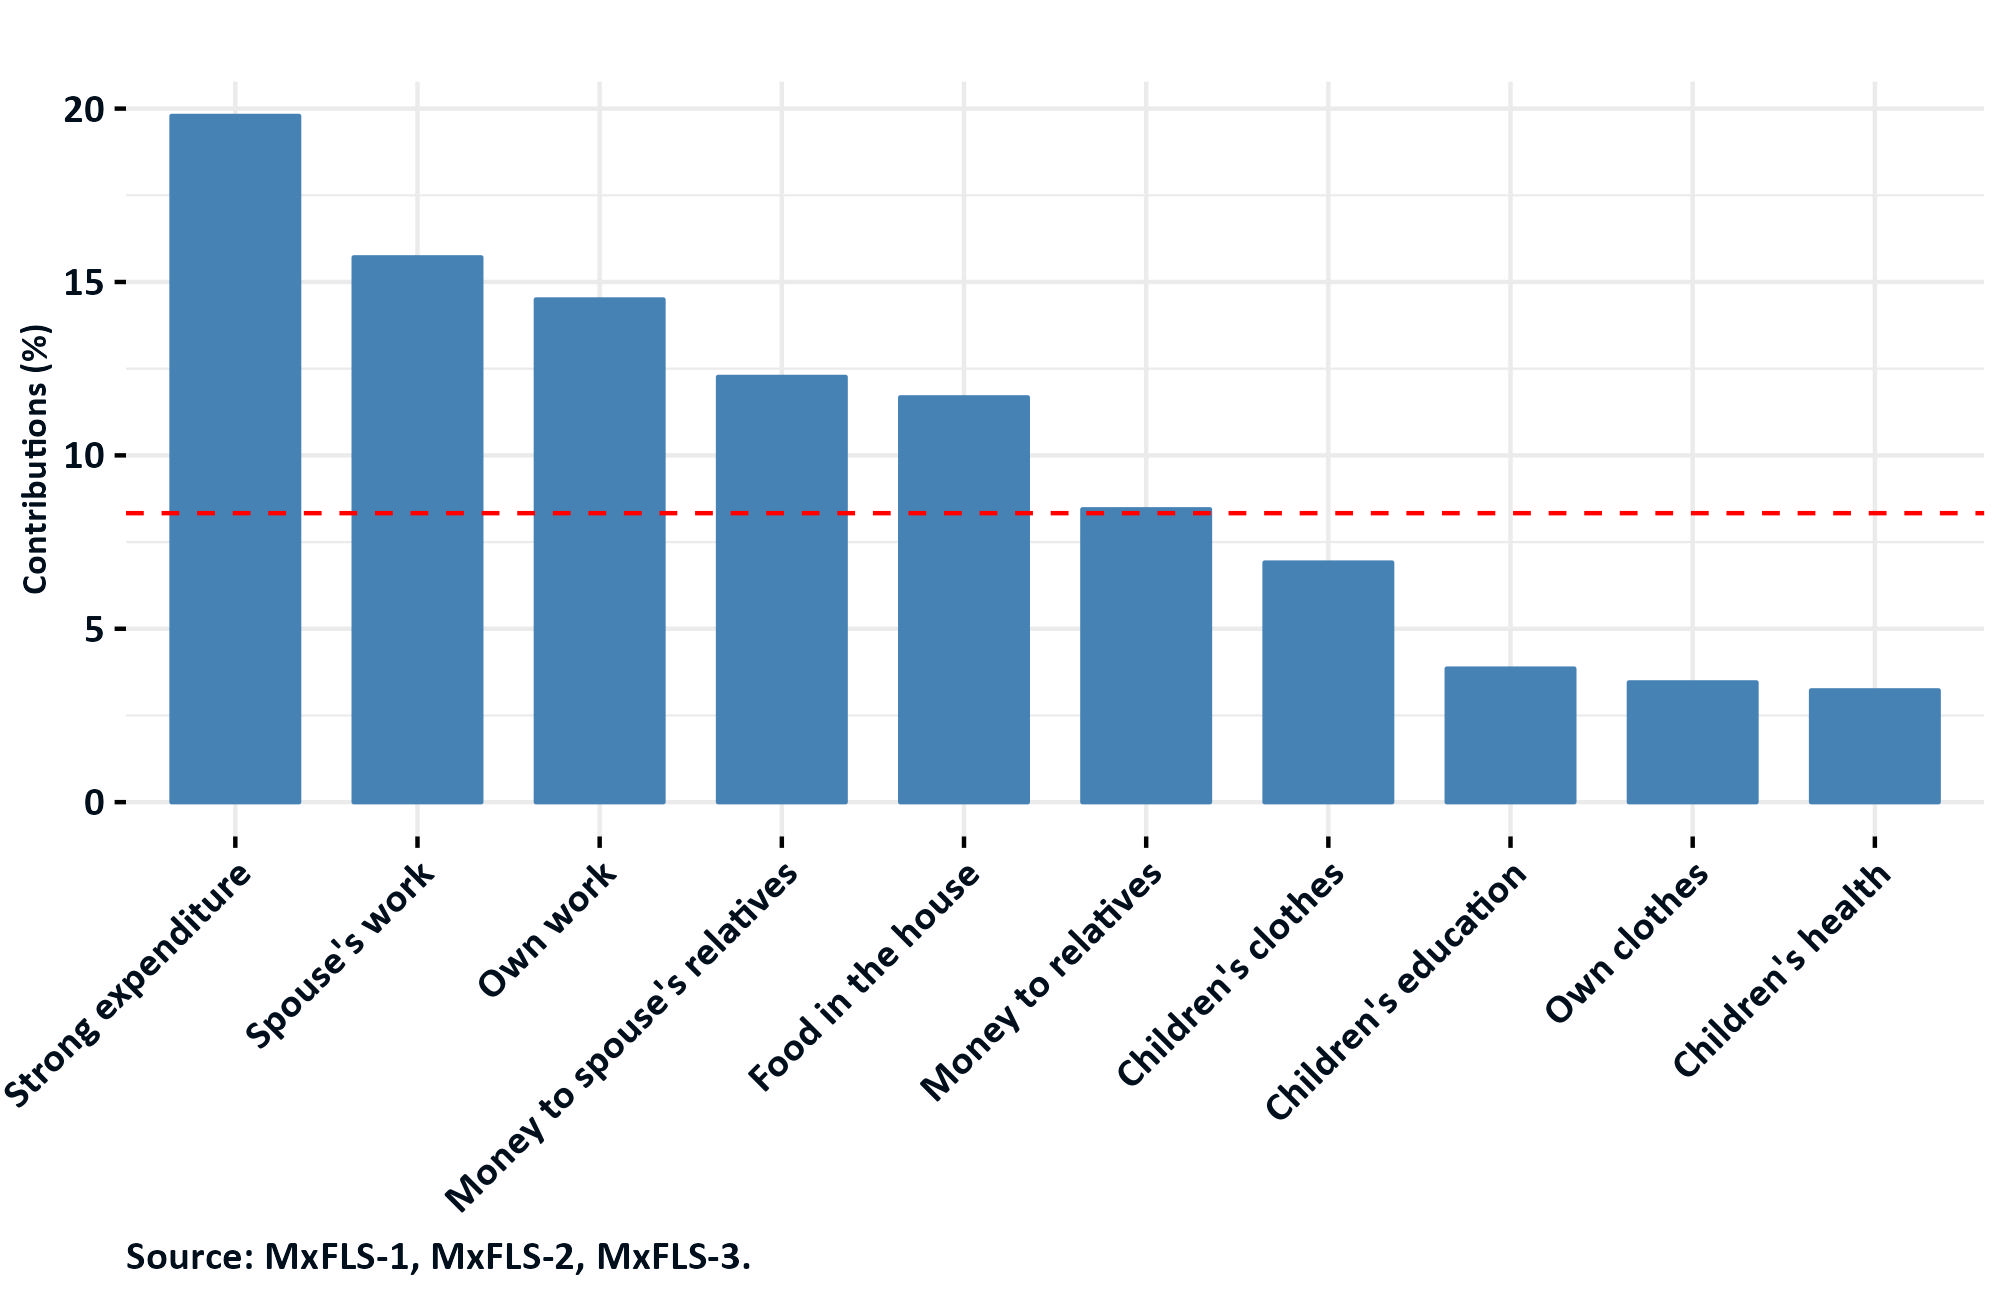 Contributions (%)
20
15
10
5
0
Strong expenditure
Spouse's work
Own work
Money to spouse's relatives
Food in the house
Money to relatives
Children's clothes
Children's education
Own clothes
Children's health
Source: MxFLS-1, MxFLS-2, MxFLS-3.